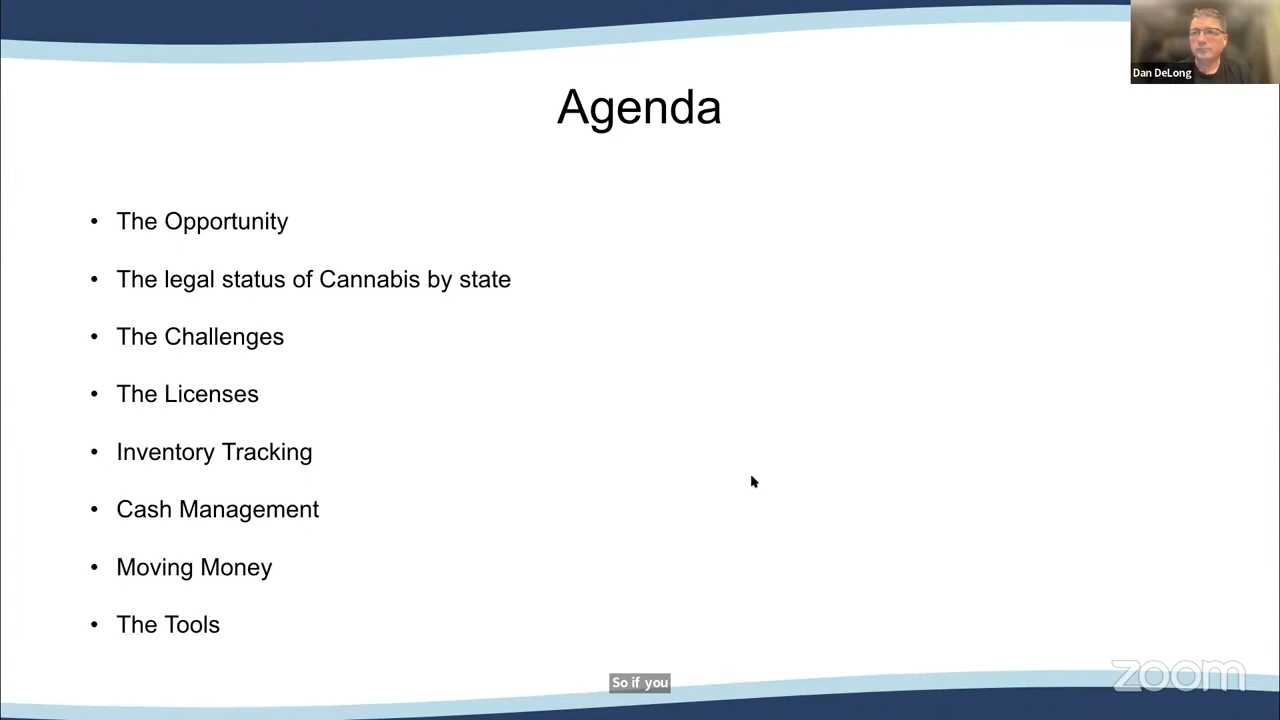 Dan DeLong
Agenda
• The Opportunity
• The legal status of Cannabis by state
• The Challenges
• The Licenses
• Inventory Tracking
• Cash Management
• Moving Money
• The Tools
So if you
zoom